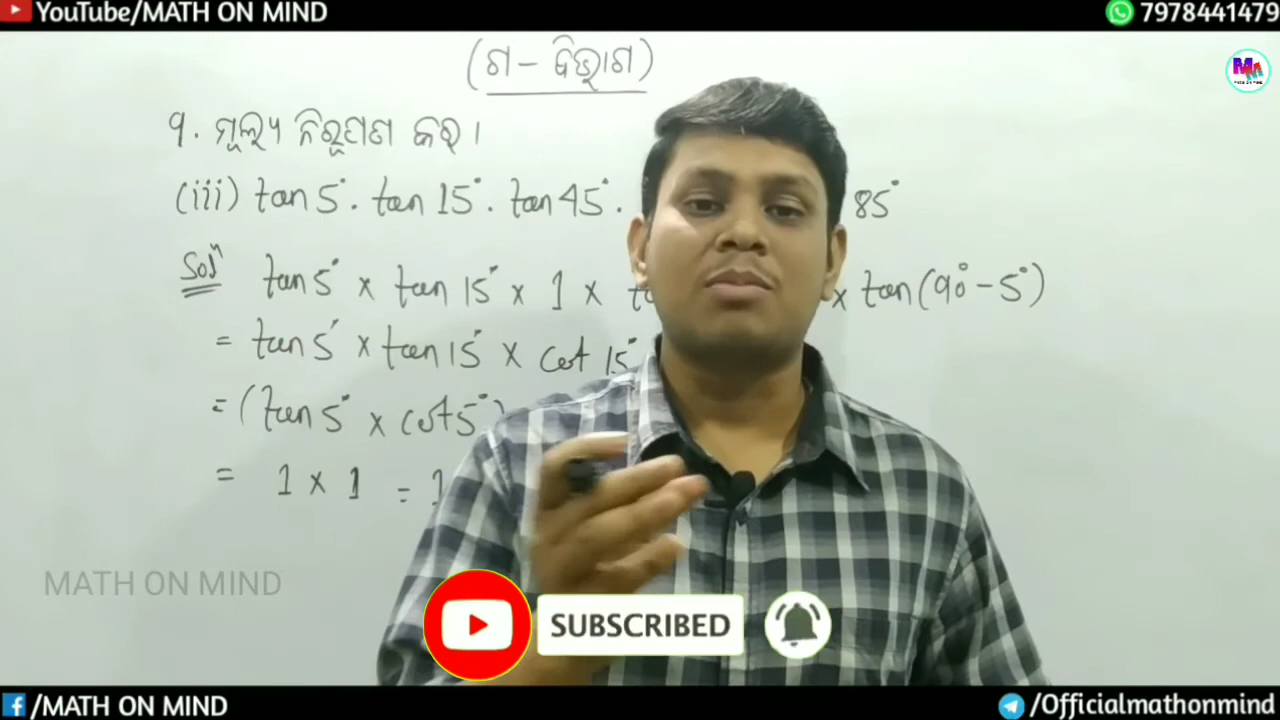 YouTube/MATH ON MIND
7978441479
(ଗ - ବିଭାଗ)
9. ମୂଲ୍ୟ ନିରୂପଣ କର।
(iii) tan 5°. tan 15°. tan 45°. 85°
Solⁿ tan 5° × tan 15° × 1 × × tan (90° - 5°)
= tan 5° × tan 15° × cot 15°
= (tan 5° × cot 5°)
= 1 × 1 = 1
MATH ON MIND
SUBSCRIBED
/MATH ON MIND
/Officialmathonmind